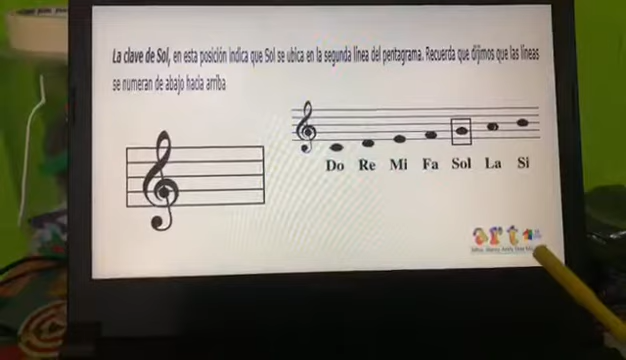 La clave de Sol, en esta posición indica que Sol se ubica en la segunda línea del pentagrama. Recuerda que dijimos que las líneas
se numeran de abajo hacia arriba
Do Re Mi Fa Sol La Si
arte